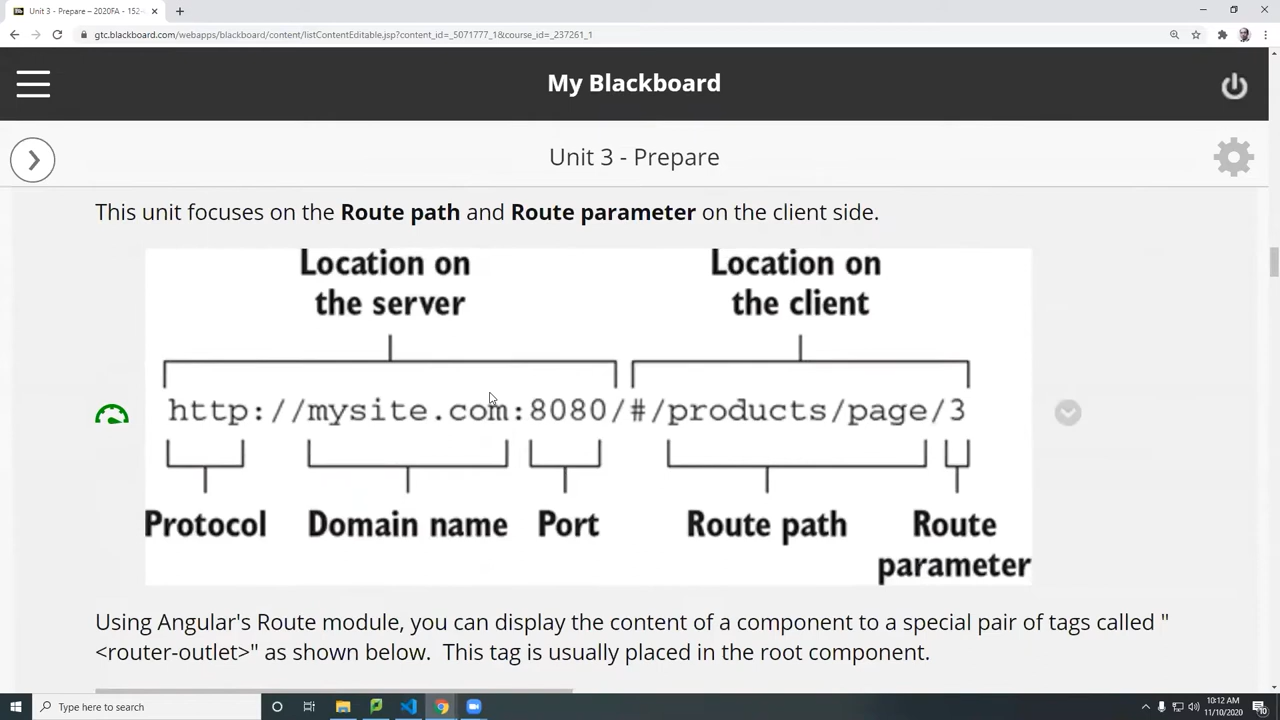 Unit 3 - Prepare – 2020FA - 152-
gtc.blackboard.com/webapps/blackboard/content/listContentEditable.jsp?content_id=_5071777_1&course_id=_237261_1
My Blackboard
Unit 3 - Prepare
This unit focuses on the Route path and Route parameter on the client side.
Location on
the server
Location on
the client
http://mysite.com:8080/#/products/page/3
Protocol Domain name Port Route path Route
parameter
Using Angular's Route module, you can display the content of a component to a special pair of tags called "
<router-outlet>" as shown below. This tag is usually placed in the root component.
Type here to search
10:12 AM
11/10/2020